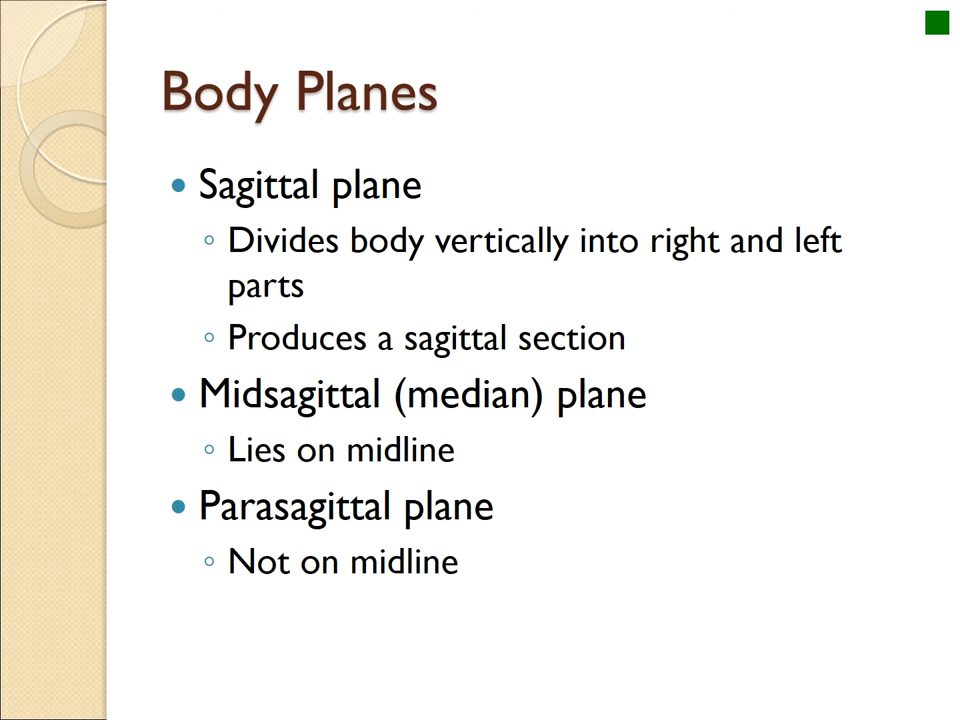 Body Planes
• Sagittal plane
◦ Divides body vertically into right and left
parts
◦ Produces a sagittal section
• Midsagittal (median) plane
◦ Lies on midline
• Parasagittal plane
◦ Not on midline